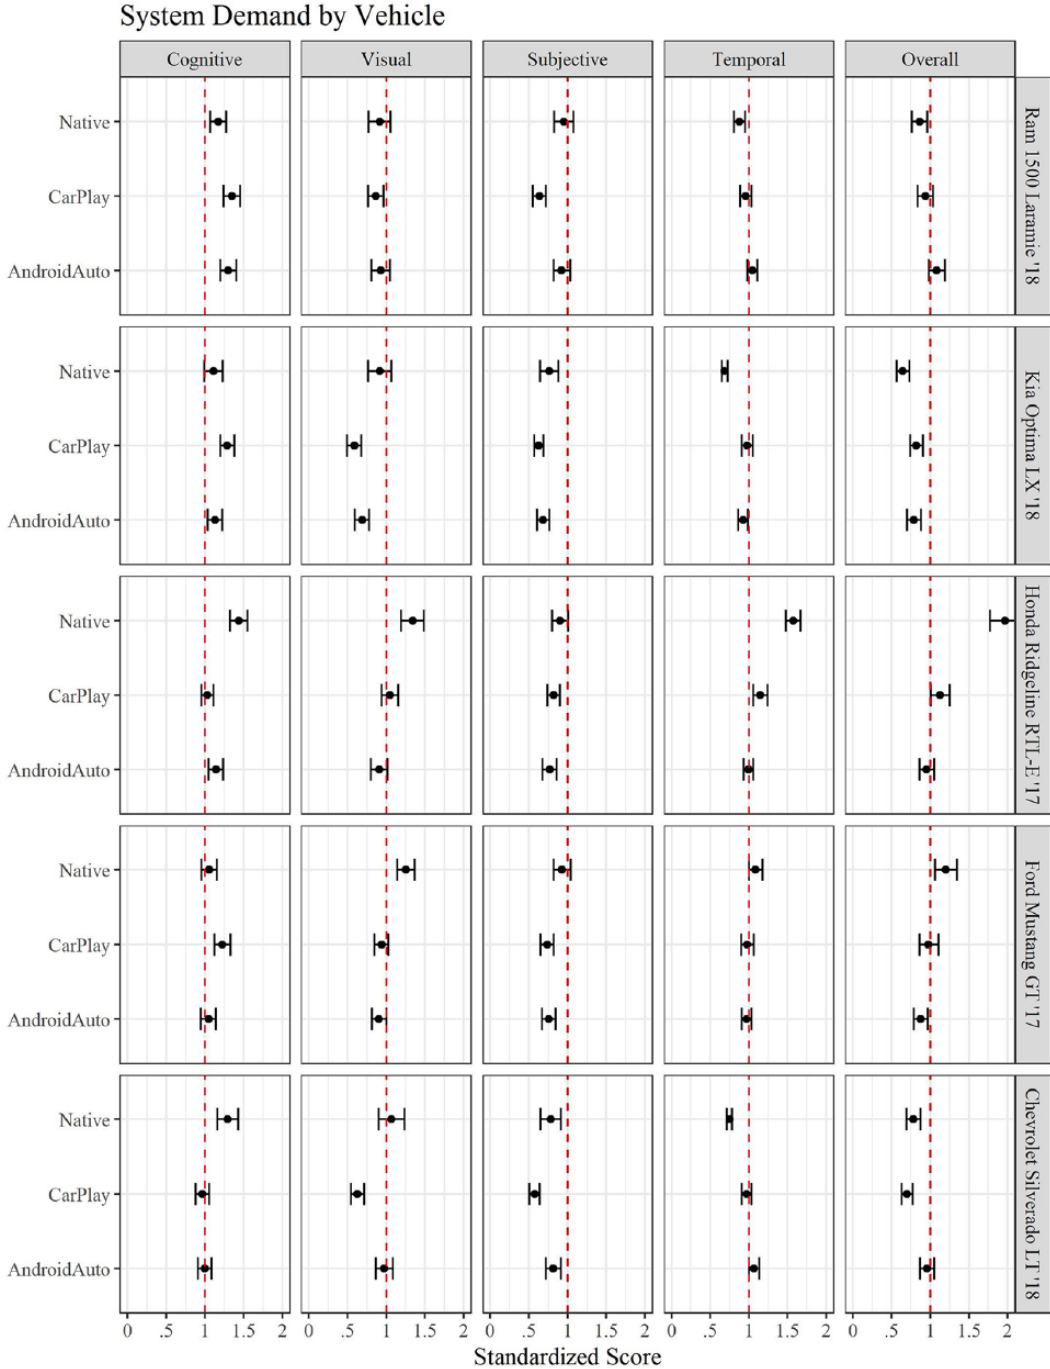 System Demand by Vehicle
Cognitive Visual Subjective Temporal Overall
Native
CarPlay
AndroidAuto
Ram 1500 Laramie '18
Native
CarPlay
AndroidAuto
Kia Optima LX '18
Native
CarPlay
AndroidAuto
Honda Ridgeline RTL-E '17
Native
CarPlay
AndroidAuto
Ford Mustang GT '17
Native
CarPlay
AndroidAuto
Chevrolet Silverado LT '18
0 .5 1 1.5 2 0 .5 1 1.5 2 0 .5 1 1.5 2 0 .5 1 1.5 2 0 .5 1 1.5 2
Standardized Score